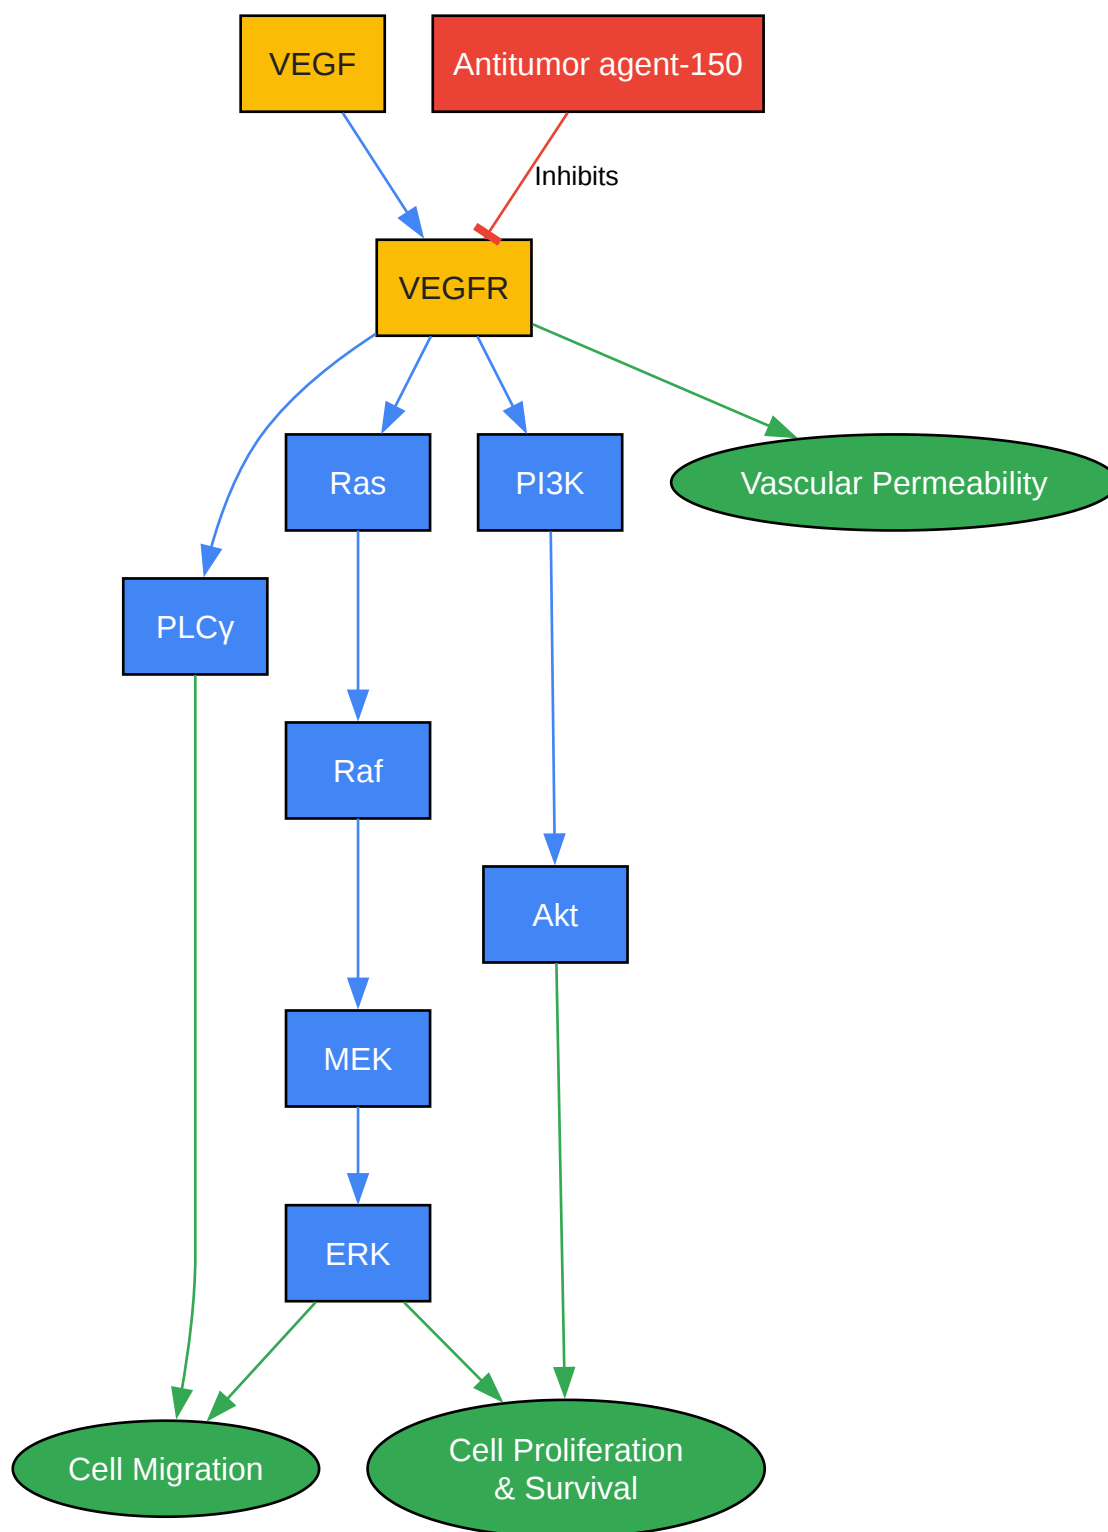 VEGF
Antitumor agent-150
Inhibits
VEGFR
Ras
PI3K
Vascular Permeability
PLCγ
Raf
Akt
MEK
ERK
Cell Migration
Cell Proliferation
& Survival